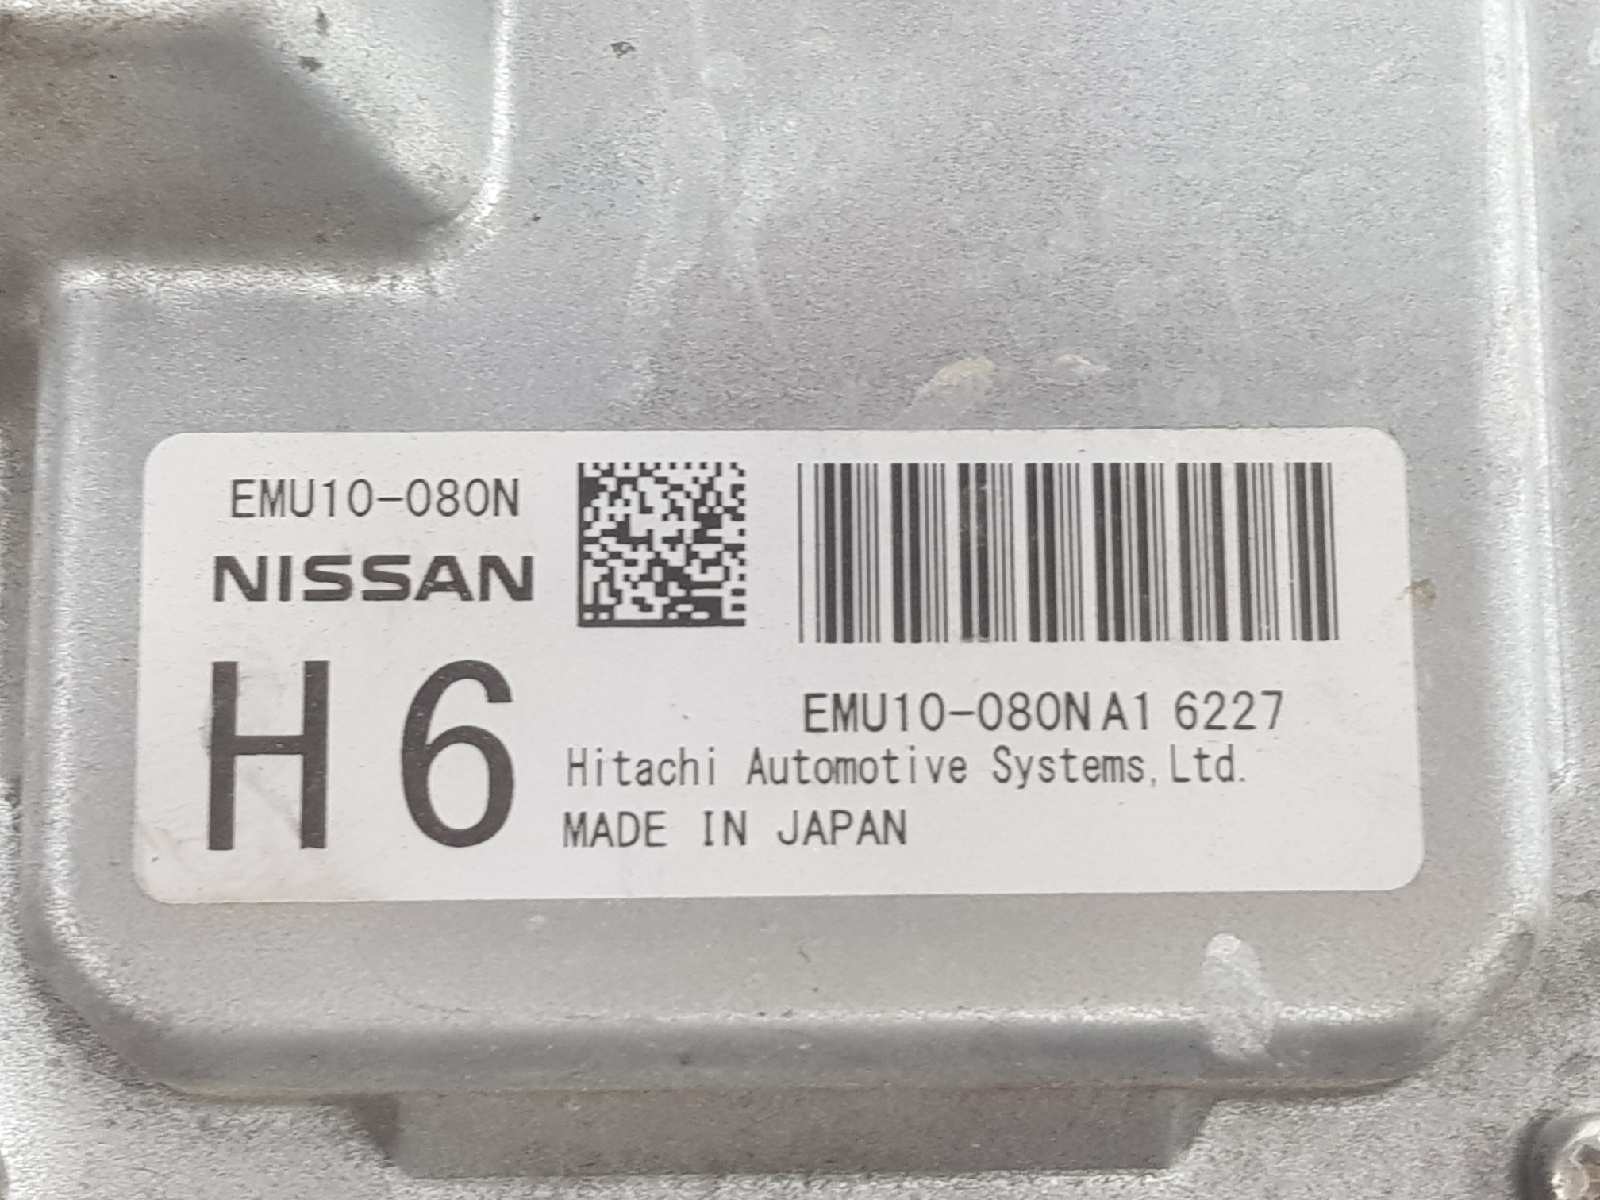 EMU10-080N
NISSAN
H6
EMU10-080NA1 6227
Hitachi Automotive Systems,Ltd.
MADE IN JAPAN